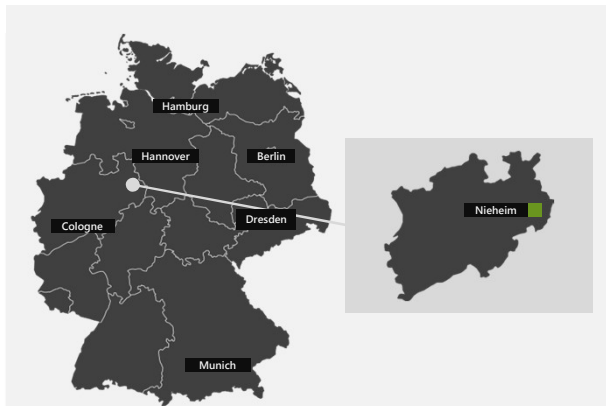 Hamburg
Hannover
Berlin
Nieheim
Cologne
Dresden
Munich